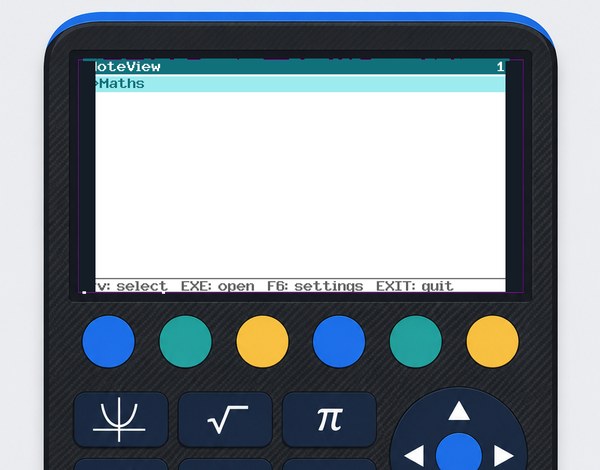 oteView 1
Maths
v: select EXE: open F6: settings EXIT: quit
√
π